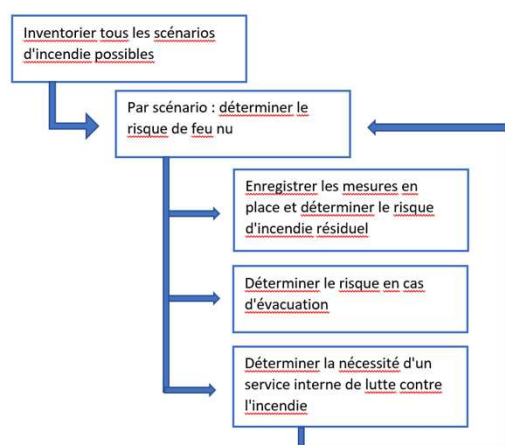 Inventorier tous les scénarios
d'incendie possibles
Par scénario : déterminer le
risque de feu nu
Enregistrer les mesures en
place et déterminer le risque
d'incendie résiduel
Déterminer le risque en cas
d'évacuation
Déterminer la nécessité d'un
service interne de lutte contre
l'incendie